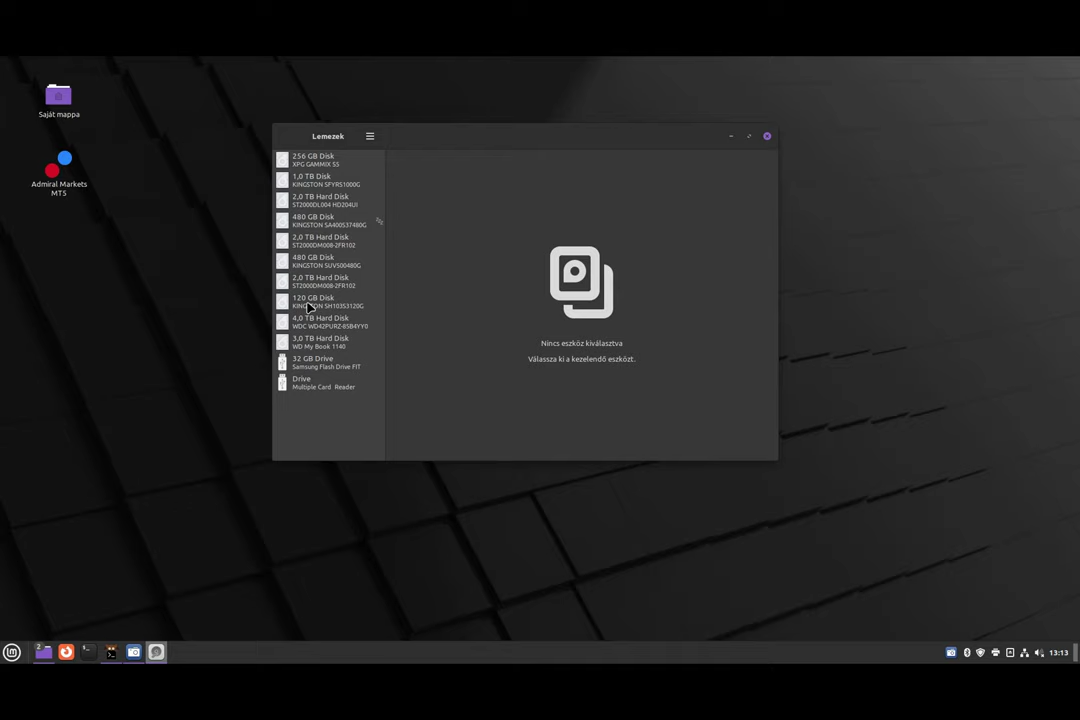 Saját mappa
Admiral Markets
MT5
Lemezek
256 GB Disk
XPG GAMMIX S5
1,0 TB Disk
KINGSTON SFYRS1000G
2,0 TB Hard Disk
ST2000DL004 HD204UI
480 GB Disk
KINGSTON SA400S37480G
2,0 TB Hard Disk
ST2000DM008-2FR102
480 GB Disk
KINGSTON SUV500480G
2,0 TB Hard Disk
ST2000DM008-2FR102
120 GB Disk
KINGSTON SH103S3120G
4,0 TB Hard Disk
WDC WD42PURZ-85B4YY0
3,0 TB Hard Disk
WD My Book 1140
32 GB Drive
Samsung Flash Drive FIT
Drive
Multiple Card Reader
Nincs eszköz kiválasztva
Válassza ki a kezelendő eszközt.
2
13:13